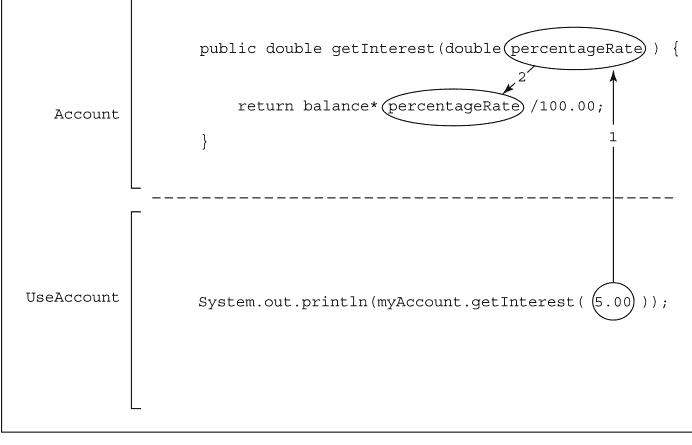 public double getInterest(double percentageRate ) {
2
Account
return balance* percentageRate /100.00;
1
}
UseAccount
System.out.println(myAccount.getInterest( 5.00 ));